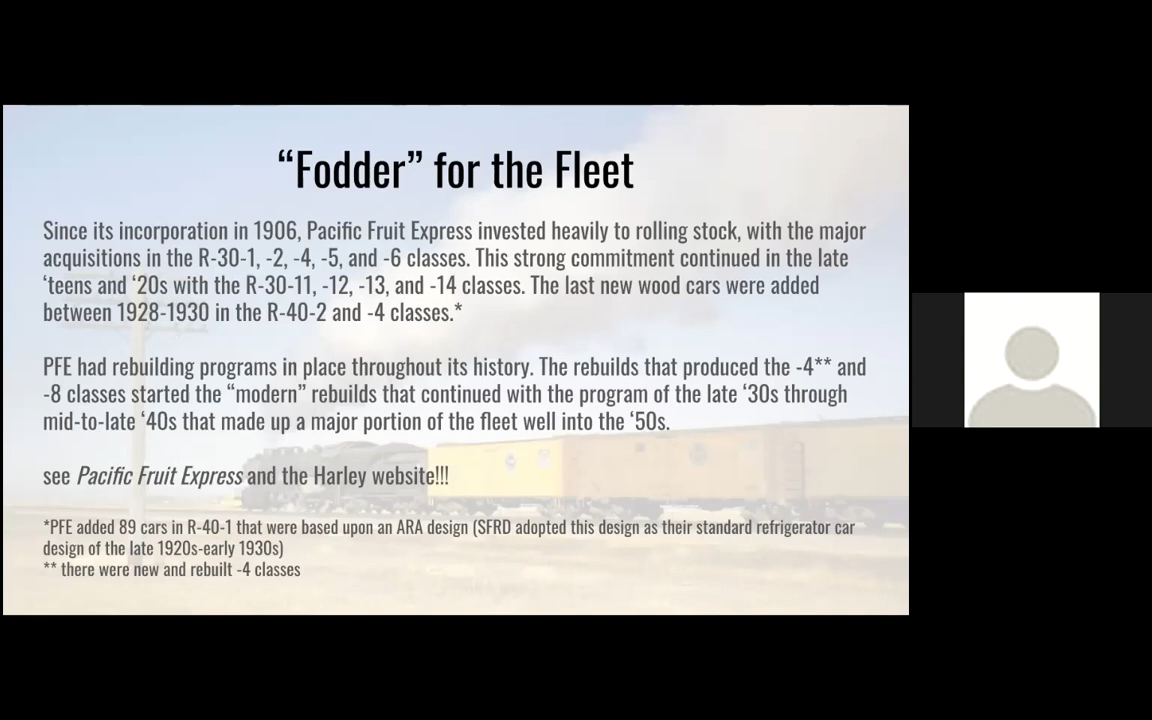 “Fodder” for the Fleet
Since its incorporation in 1906, Pacific Fruit Express invested heavily to rolling stock, with the major
acquisitions in the R-30-1, -2, -4, -5, and -6 classes. This strong commitment continued in the late
‘teens and ‘20s with the R-30-11, -12, -13, and -14 classes. The last new wood cars were added
between 1928-1930 in the R-40-2 and -4 classes.*
PFE had rebuilding programs in place throughout its history. The rebuilds that produced the -4** and
-8 classes started the “modern” rebuilds that continued with the program of the late ‘30s through
mid-to-late ‘40s that made up a major portion of the fleet well into the ‘50s.
see Pacific Fruit Express and the Harley website!!!
*PFE added 89 cars in R-40-1 that were based upon an ARA design (SFRD adopted this design as their standard refrigerator car
design of the late 1920s-early 1930s)
** there were new and rebuilt -4 classes